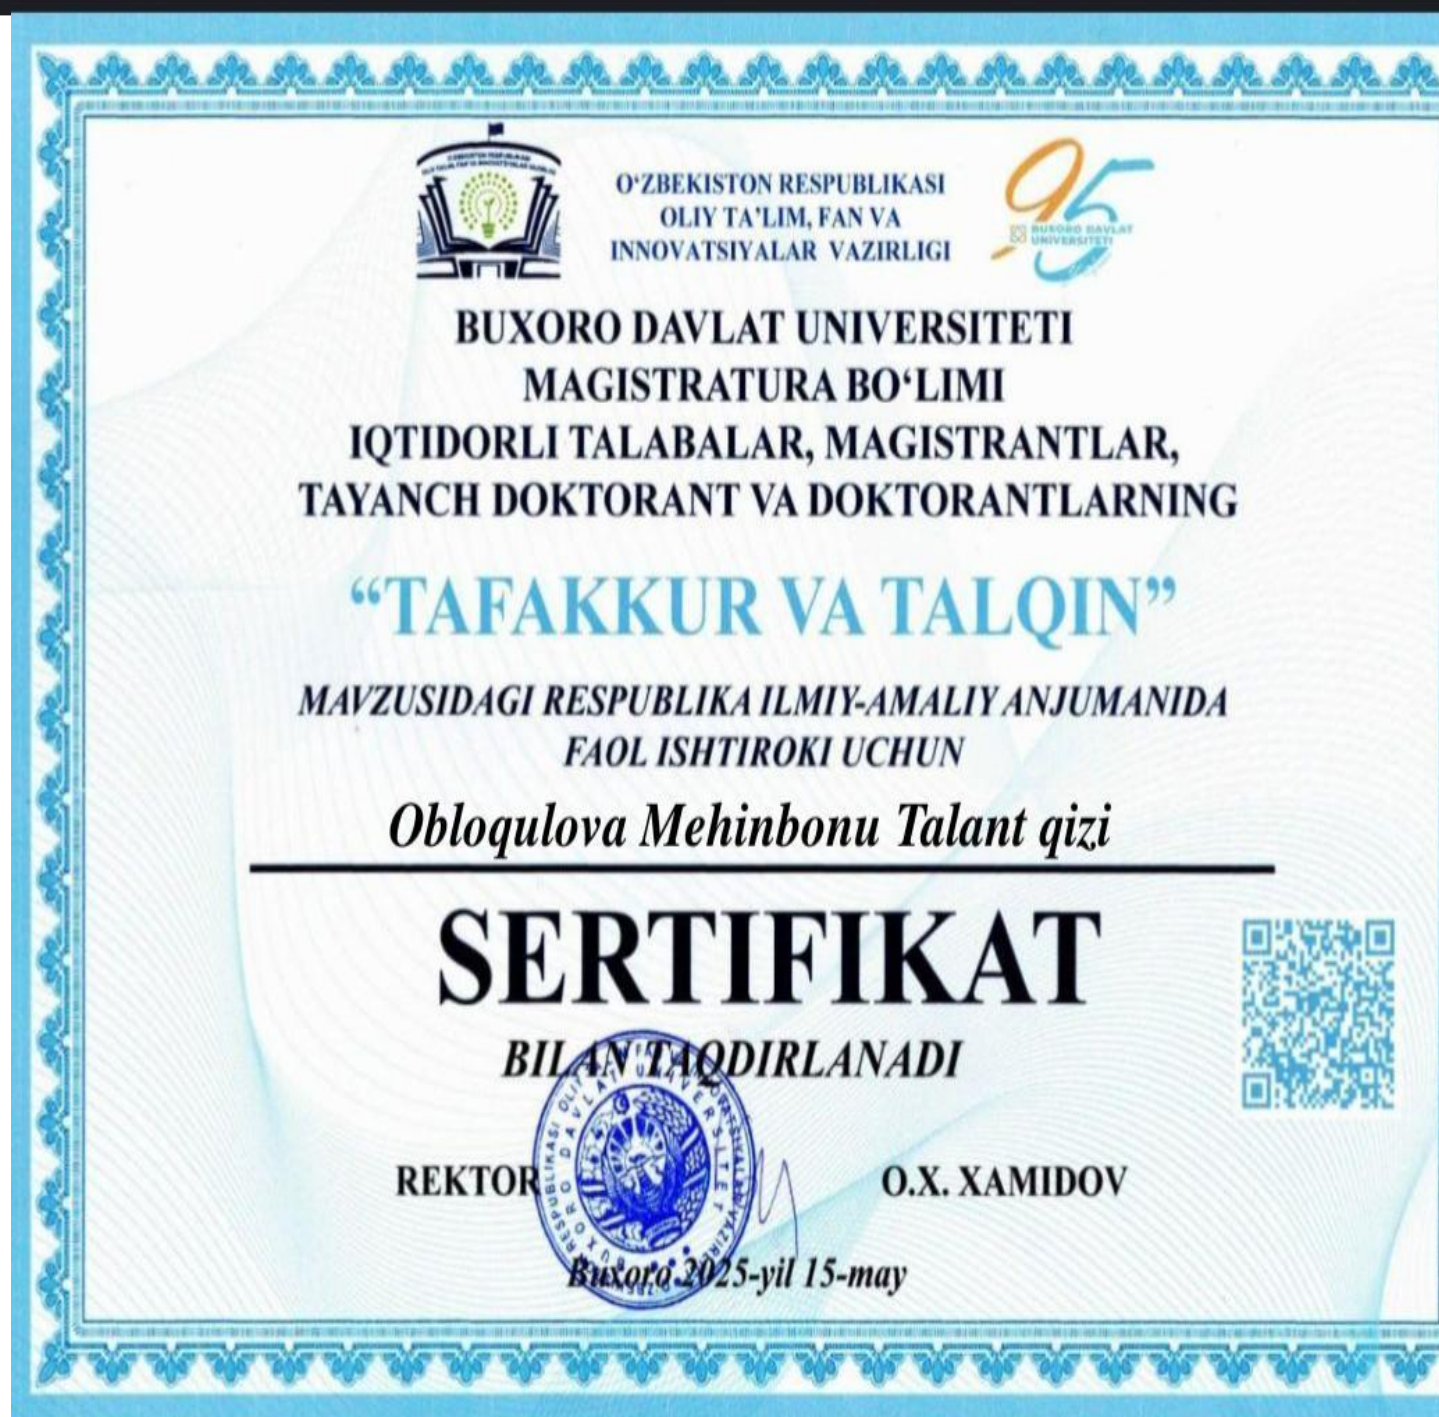 O‘ZBEKISTON RESPUBLIKASI
OLIY TA’LIM, FAN VA
INNOVATSIYALAR VAZIRLIGI
95
BUXORO DAVLAT
UNIVERSITETI
BUXORO DAVLAT UNIVERSITETI
MAGISTRATURA BO‘LIMI
IQTIDORLI TALABALAR, MAGISTRANTLAR,
TAYANCH DOKTORANT VA DOKTORANTLARNING
“TAFAKKUR VA TALQIN”
MAVZUSIDAGI RESPUBLIKA ILMIY-AMALIY ANJUMANIDA
FAOL ISHTIROKI UCHUN
Obloqulova Mehinbonu Talant qizi
SERTIFIKAT
BILAN TAQDIRLANADI
REKTOR
O.X. XAMIDOV
BUXORO DAVLAT
Buxoro 2025-yil 15-may